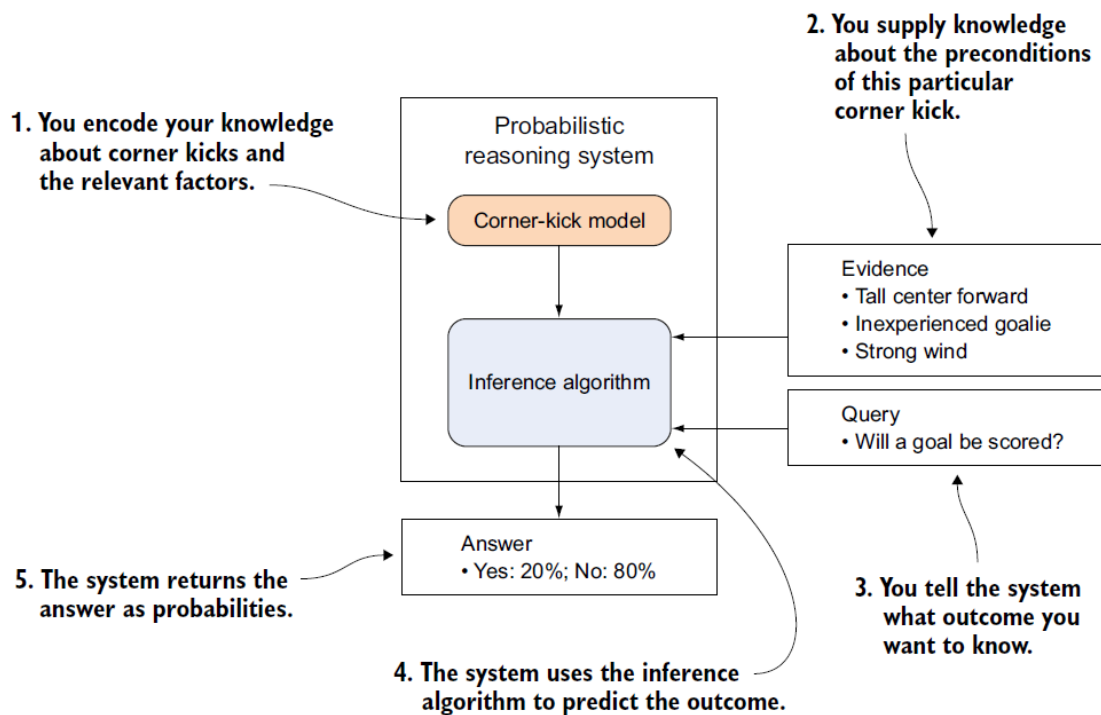 2. You supply knowledge
about the preconditions
of this particular
corner kick.
1. You encode your knowledge
about corner kicks and
the relevant factors.
Probabilistic
reasoning system
Corner-kick model
Evidence
• Tall center forward
• Inexperienced goalie
• Strong wind
Inference algorithm
Query
• Will a goal be scored?
Answer
• Yes: 20%; No: 80%
5. The system returns the
answer as probabilities.
3. You tell the system
what outcome you
want to know.
4. The system uses the inference
algorithm to predict the outcome.